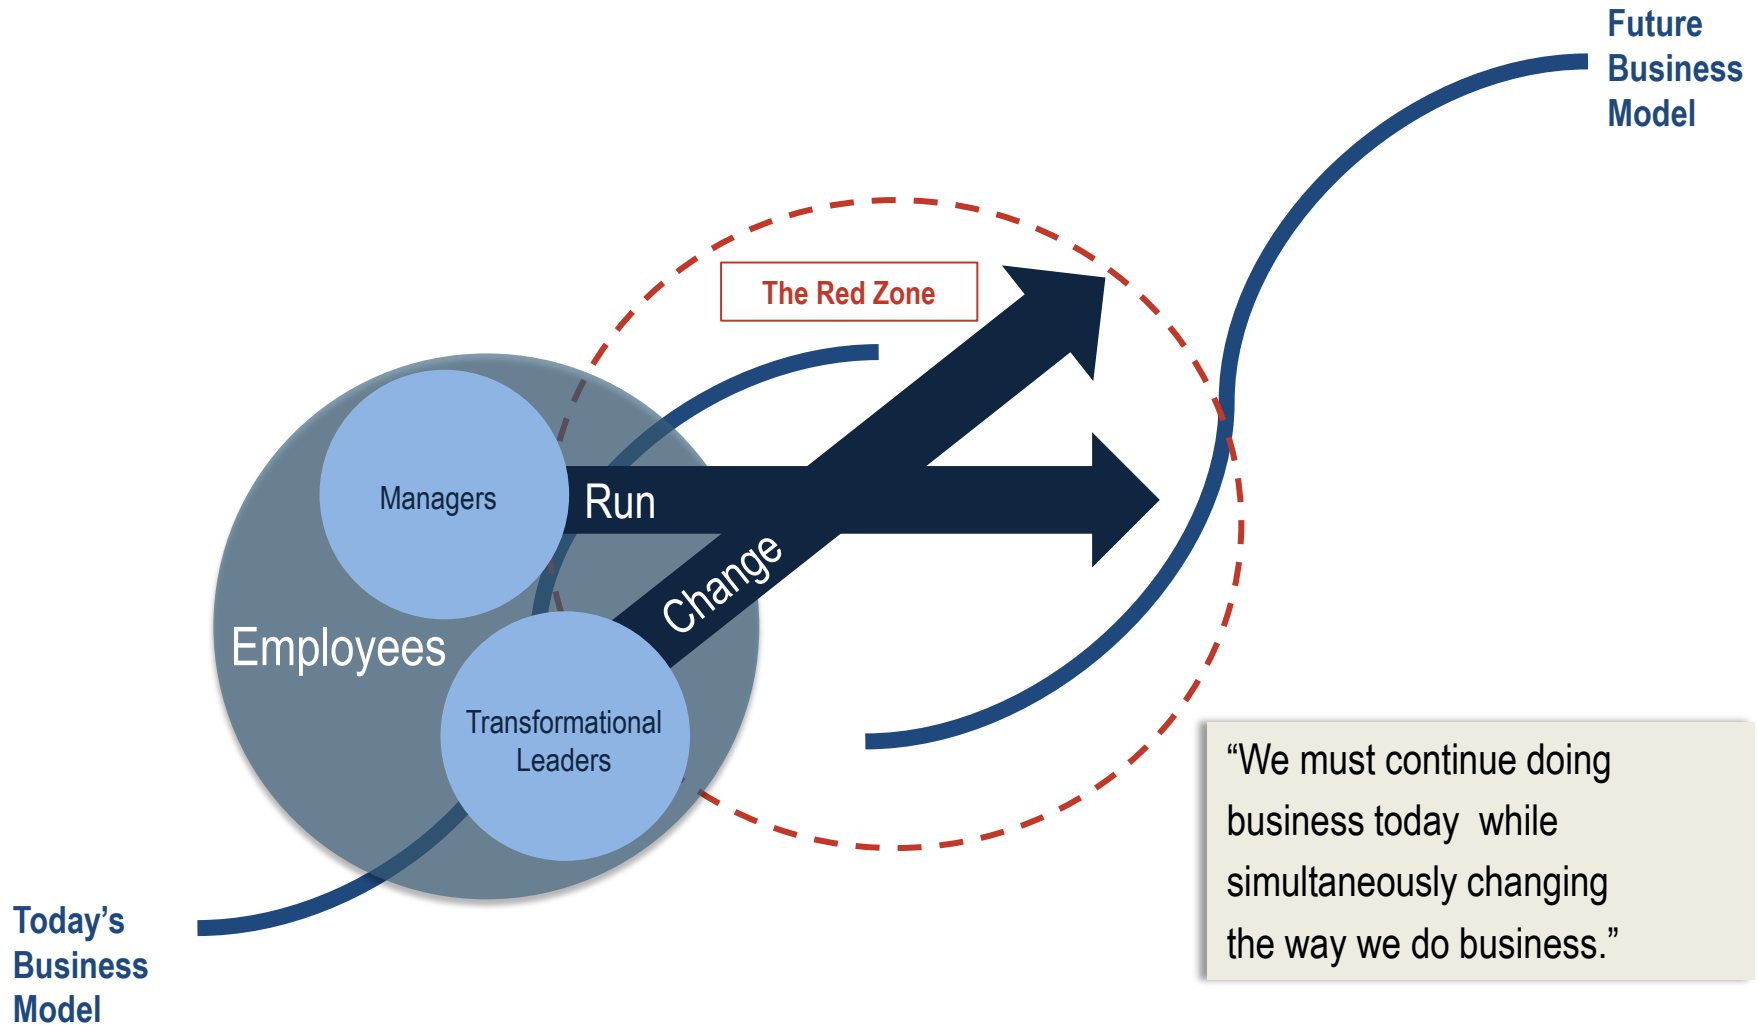 Future
Business
Model
The Red Zone
Managers
Run
Change
Employees
Transformational
Leaders
“We must continue doing
business today  while
simultaneously changing
the way we do business.”
Today’s
Business
Model